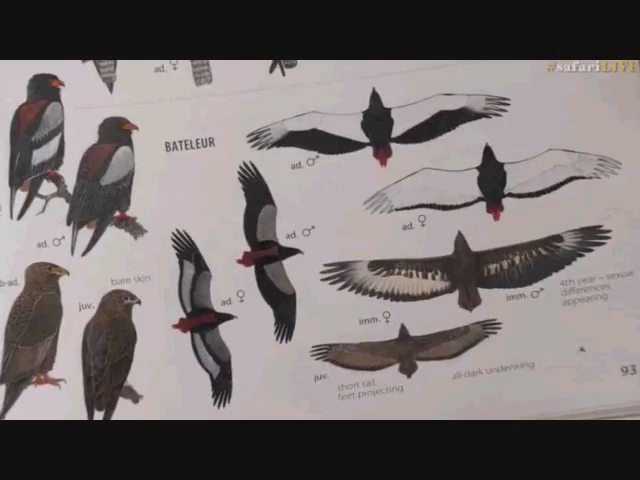 #safariLIVE
ad. ♀
BATELEUR
ad. ♂
ad. ♂
ad. ♂
ad. ♀
b-ad.
juv.
bare skin
ad. ♀
imm. ♂
4th year – sexual
differences
appearing
imm. ♀
juv.
short tail,
feet projecting
all-dark underwing
93